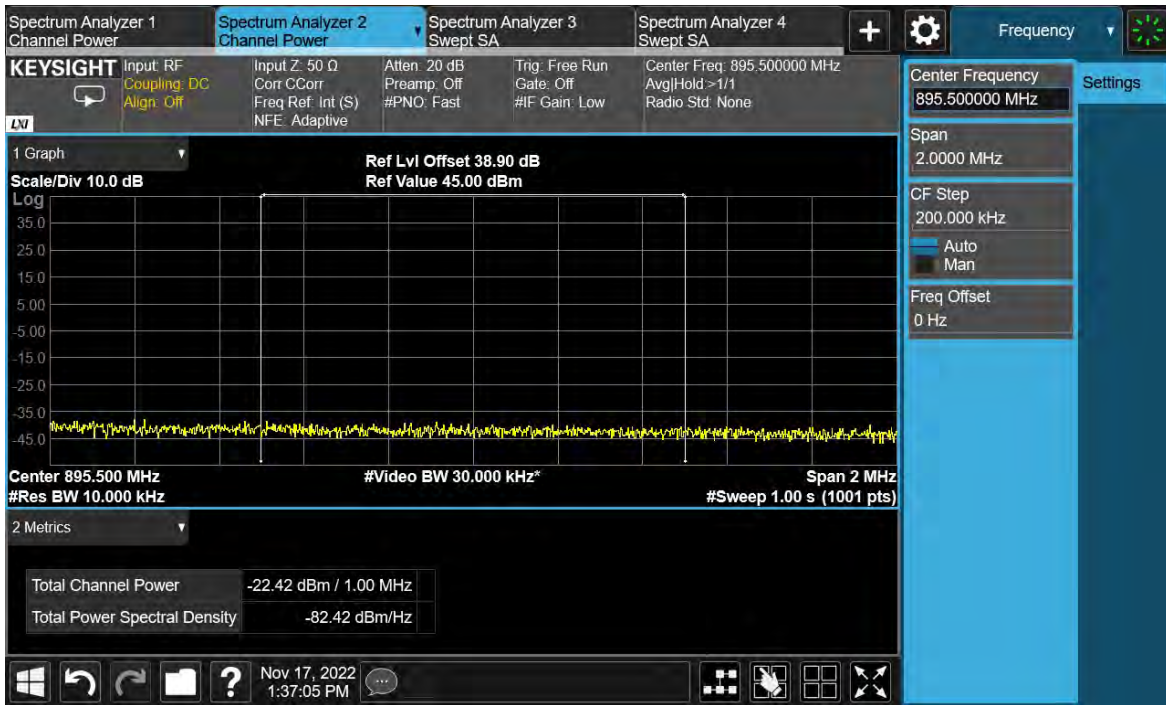 Spectrum Analyzer 1
Channel Power
Spectrum Analyzer 2
Channel Power
Spectrum Analyzer 3
Swept SA
Spectrum Analyzer 4
Swept SA
+
Frequency
KEYSIGHT
LXI
Input: RF
Coupling: DC
Align: Off
Input Z: 50 Ω
Corr CCorr
Freq Ref: Int (S)
NFE: Adaptive
Atten: 20 dB
Preamp: Off
#PNO: Fast
Trig: Free Run
Gate: Off
#IF Gain: Low
Center Freq: 895.500000 MHz
Avg|Hold:>1/1
Radio Std: None
1 Graph
Scale/Div 10.0 dB
Ref Lvl Offset 38.90 dB
Ref Value 45.00 dBm
Log
35.0
25.0
15.0
5.00
-5.00
-15.0
-25.0
-35.0
-45.0
Center 895.500 MHz
#Video BW 30.000 kHz*
Span 2 MHz
#Res BW 10.000 kHz
#Sweep 1.00 s (1001 pts)
2 Metrics
Total Channel Power -22.42 dBm / 1.00 MHz
Total Power Spectral Density -82.42 dBm/Hz
?
Nov 17, 2022
1:37:05 PM
Center Frequency
895.500000 MHz
Settings
Span
2.0000 MHz
CF Step
200.000 kHz
Auto
Man
Freq Offset
0 Hz